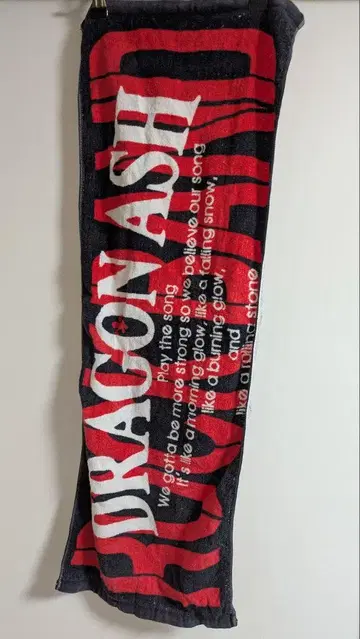 DRAGON ASH
Play the song
We gotta be more strong so we believe our song
It's like a morning glow, like a falling snow,
like a burning glow,
and
like a rolling stone